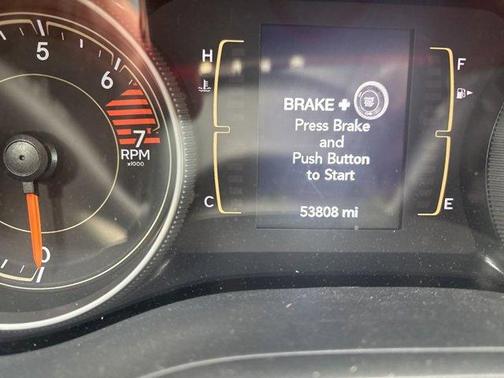 5
6
7
RPM
x1000
0
H
C
BRAKE +
Press Brake
and
Push Button
to Start
53808 mi
F
E